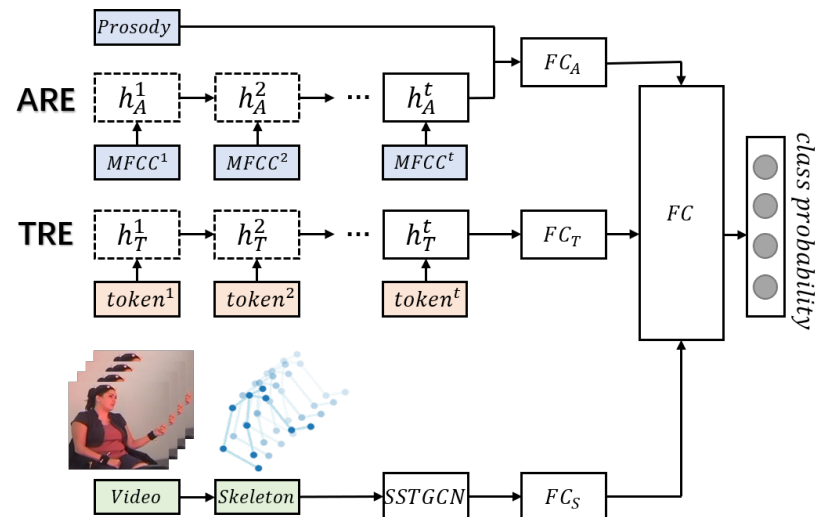 Prosody
FC_A
ARE
h_A^1
h_A^2
...
h_A^t
MFCC^1
MFCC^2
MFCC^t
FC
class probability
TRE
h_T^1
h_T^2
...
h_T^t
FC_T
token^1
token^2
token^t
Video
Skeleton
SSTGCN
FC_S